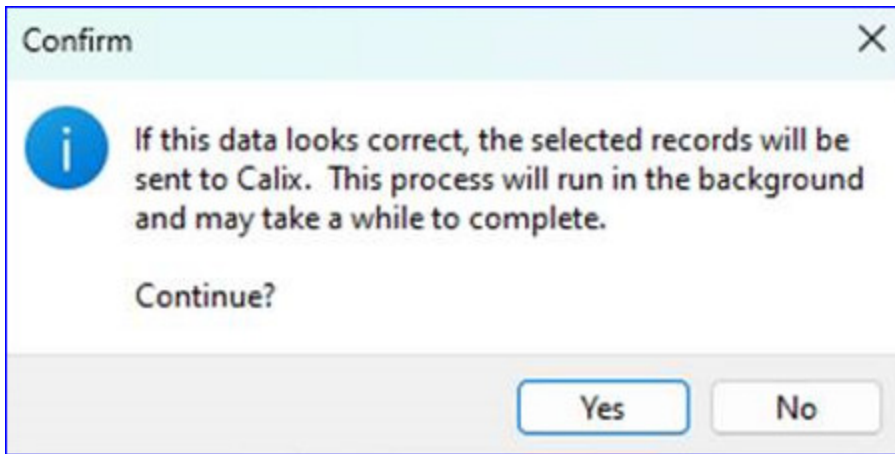 Confirm
If this data looks correct, the selected records will be
sent to Calix.  This process will run in the background
and may take a while to complete.
Continue?
Yes No